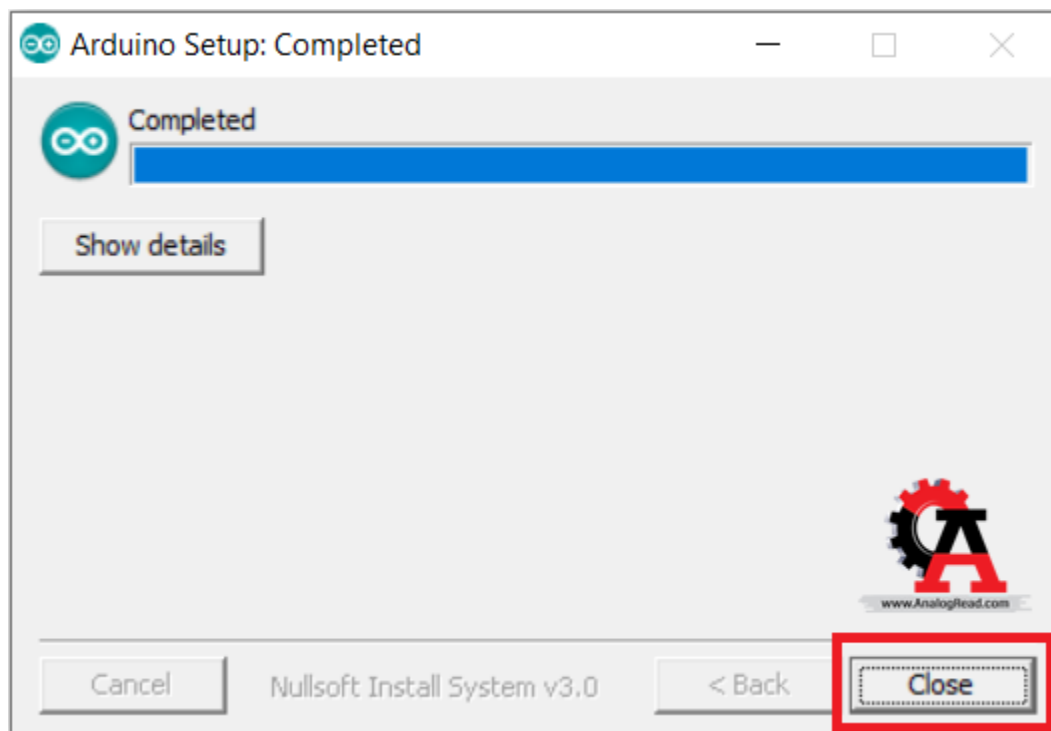 Arduino Setup: Completed
Completed
Show details
www.AnalogRead.com
Cancel
Nullsoft Install System v3.0
< Back
Close